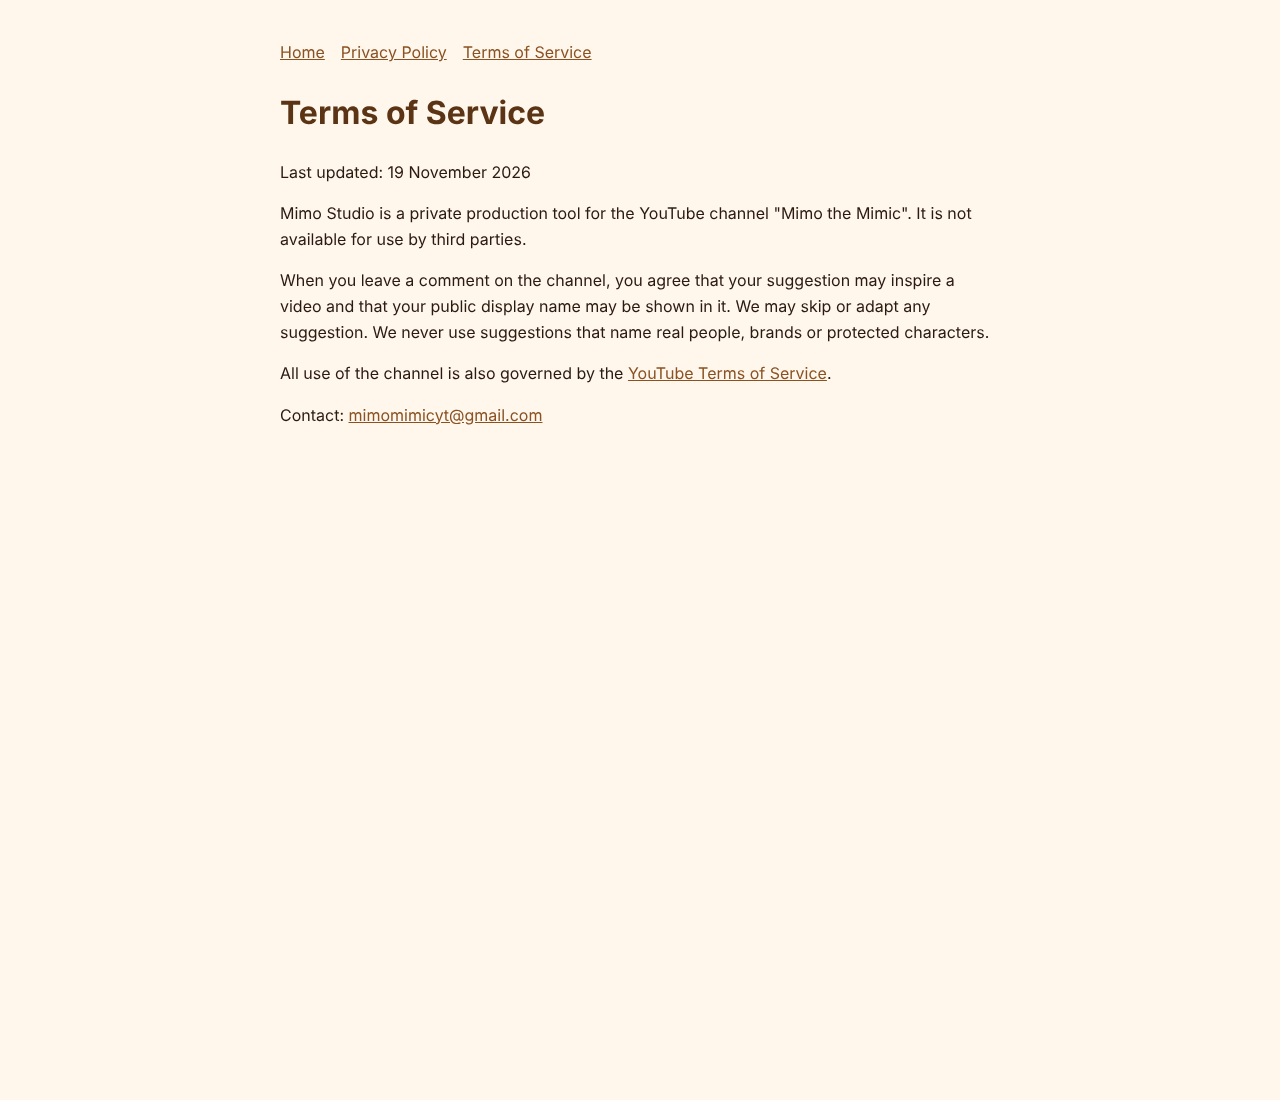 Home Privacy Policy Terms of Service
Terms of Service
Last updated: 19 November 2026
Mimo Studio is a private production tool for the YouTube channel "Mimo the Mimic". It is not
available for use by third parties.
When you leave a comment on the channel, you agree that your suggestion may inspire a
video and that your public display name may be shown in it. We may skip or adapt any
suggestion. We never use suggestions that name real people, brands or protected characters.
All use of the channel is also governed by the YouTube Terms of Service.
Contact: mimomimicyt@gmail.com